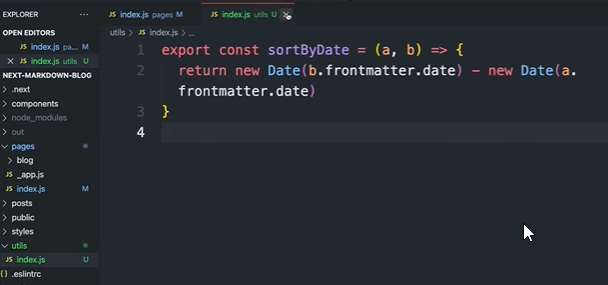 EXPLORER ...
JS index.js pages M
JS index.js utils U
OPEN EDITORS
JS index.js pa... M
JS index.js utils U
NEXT-MARKDOWN-BLOG
.next
components
node_modules
out
pages
blog
JS _app.js
JS index.js M
posts
public
styles
utils
JS index.js U
{} .eslintrc
utils > JS index.js > ...
1 export const sortByDate = (a, b) => {
2 return new Date(b.frontmatter.date) - new Date(a.
frontmatter.date)
3 }
4